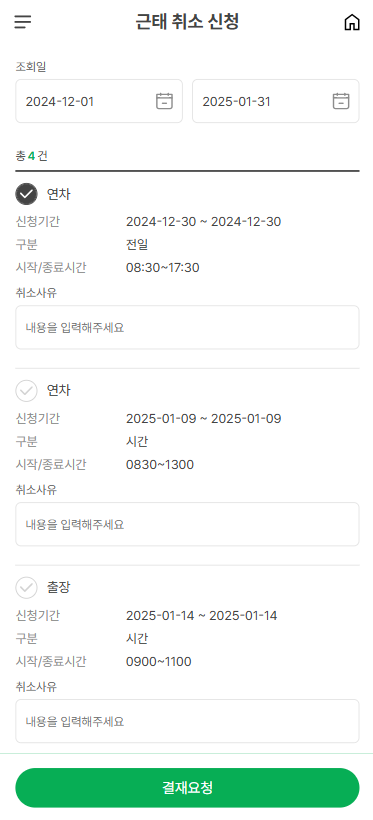 근태 취소 신청
조회일
2024-12-01 2025-01-31
총 4 건
연차
신청기간 2024-12-30 ~ 2024-12-30
구분 전일
시작/종료시간 08:30~17:30
취소사유
내용을 입력해주세요
연차
신청기간 2025-01-09 ~ 2025-01-09
구분 시간
시작/종료시간 0830~1300
취소사유
내용을 입력해주세요
출장
신청기간 2025-01-14 ~ 2025-01-14
구분 시간
시작/종료시간 0900~1100
취소사유
내용을 입력해주세요
결재요청